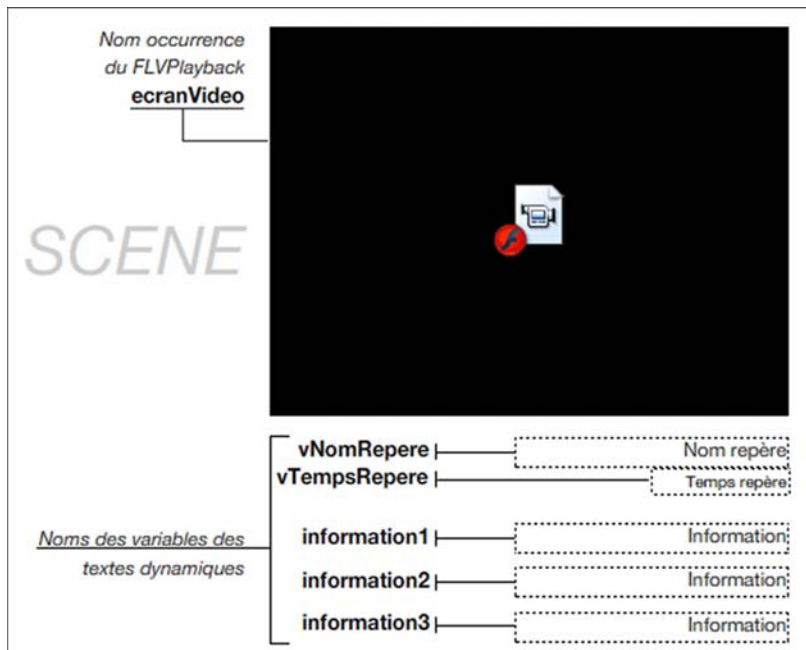 Nom occurrence
du FLVPlayback
ecranVideo
SCENE
vNomRepere
Nom repère
vTempsRepere
Temps repère
Noms des variables des
textes dynamiques
information1
Information
information2
Information
information3
Information